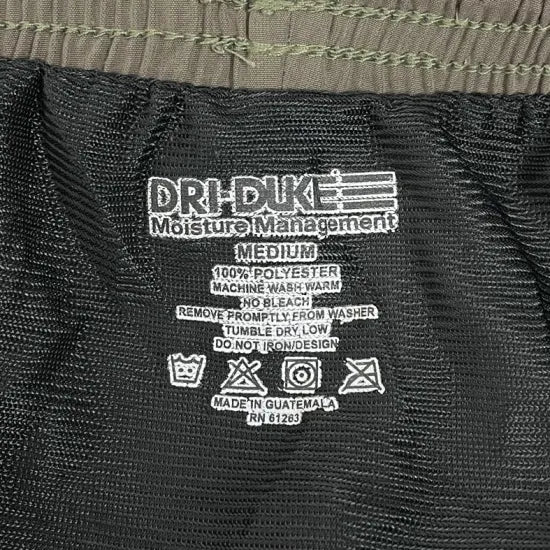 DRI-DUKE
Moisture Management
MEDIUM
100% POLYESTER
MACHINE WASH WARM
NO BLEACH
REMOVE PROMPTLY FROM WASHER
TUMBLE DRY, LOW
DO NOT IRON/DESIGN
MADE IN GUATEMALA
RN 61263